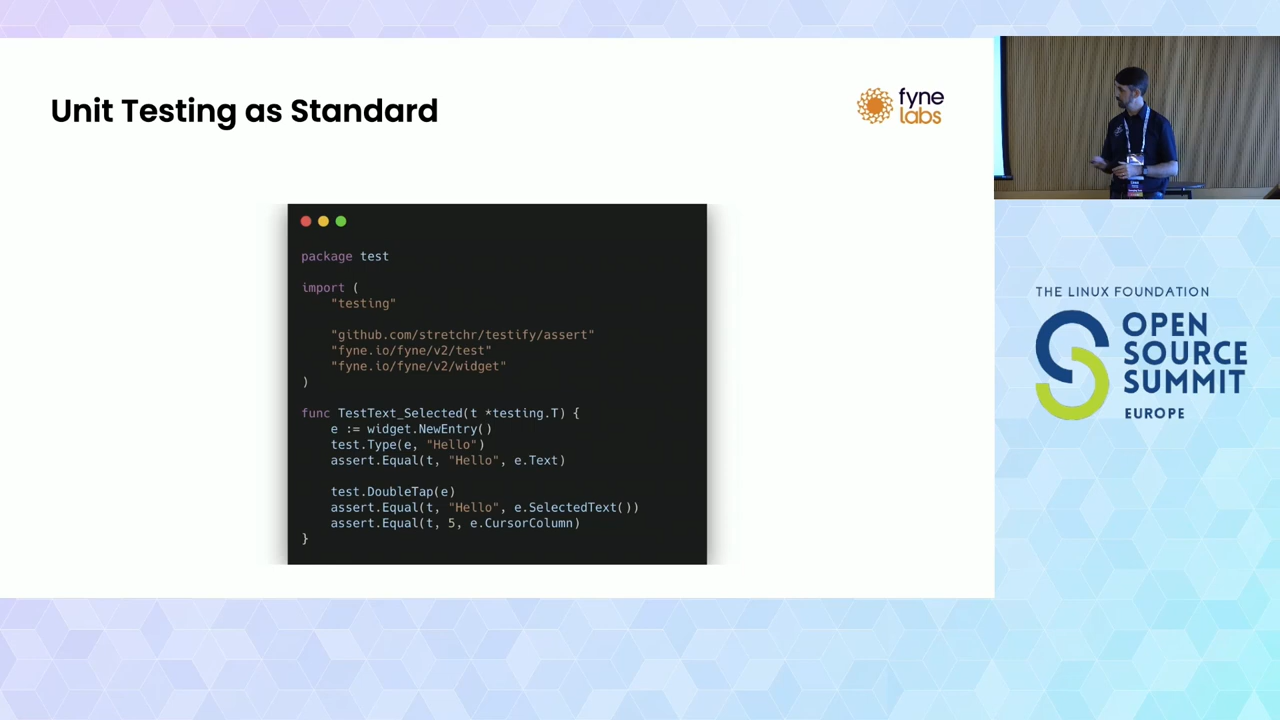 Unit Testing as Standard
fyne
labs
package test
import (
"testing"
"github.com/stretchr/testify/assert"
"fyne.io/fyne/v2/test"
"fyne.io/fyne/v2/widget"
)
func TestText_Selected(t *testing.T) {
e := widget.NewEntry()
test.Type(e, "Hello")
assert.Equal(t, "Hello", e.Text)
test.DoubleTap(e)
assert.Equal(t, "Hello", e.SelectedText())
assert.Equal(t, 5, e.CursorColumn)
}
THE LINUX FOUNDATION
OPEN
SOURCE
SUMMIT
EUROPE